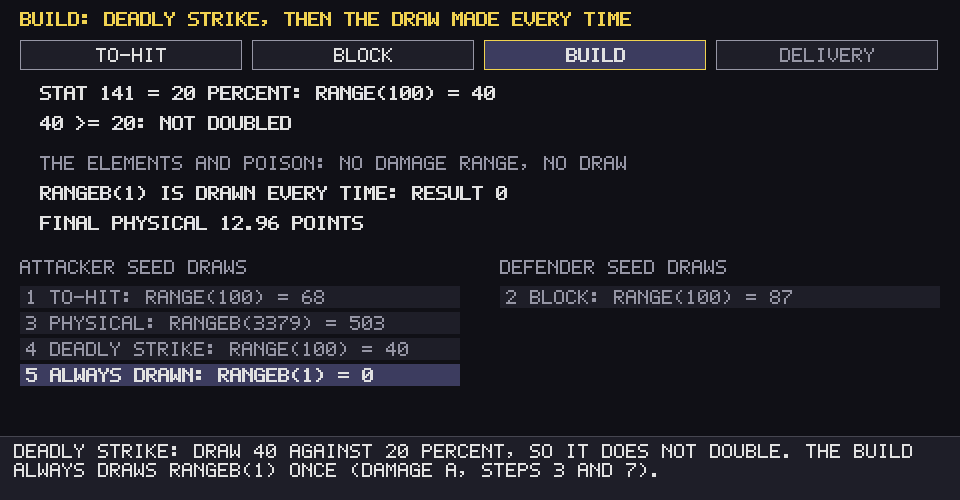 BUILD: DEADLY STRIKE, THEN THE DRAW MADE EVERY TIME
TO-HIT
BLOCK
BUILD
DELIVERY
STAT 141 = 20 PERCENT: RANGE(100) = 40
40 >= 20: NOT DOUBLED
THE ELEMENTS AND POISON: NO DAMAGE RANGE, NO DRAW
RANGEB(1) IS DRAWN EVERY TIME: RESULT 0
FINAL PHYSICAL 12.96 POINTS
ATTACKER SEED DRAWS
1 TO-HIT: RANGE(100) = 68
3 PHYSICAL: RANGEB(3379) = 503
4 DEADLY STRIKE: RANGE(100) = 40
5 ALWAYS DRAWN: RANGEB(1) = 0
DEFENDER SEED DRAWS
2 BLOCK: RANGE(100) = 87
DEADLY STRIKE: DRAW 40 AGAINST 20 PERCENT, SO IT DOES NOT DOUBLE. THE BUILD
ALWAYS DRAWS RANGEB(1) ONCE (DAMAGE A, STEPS 3 AND 7).